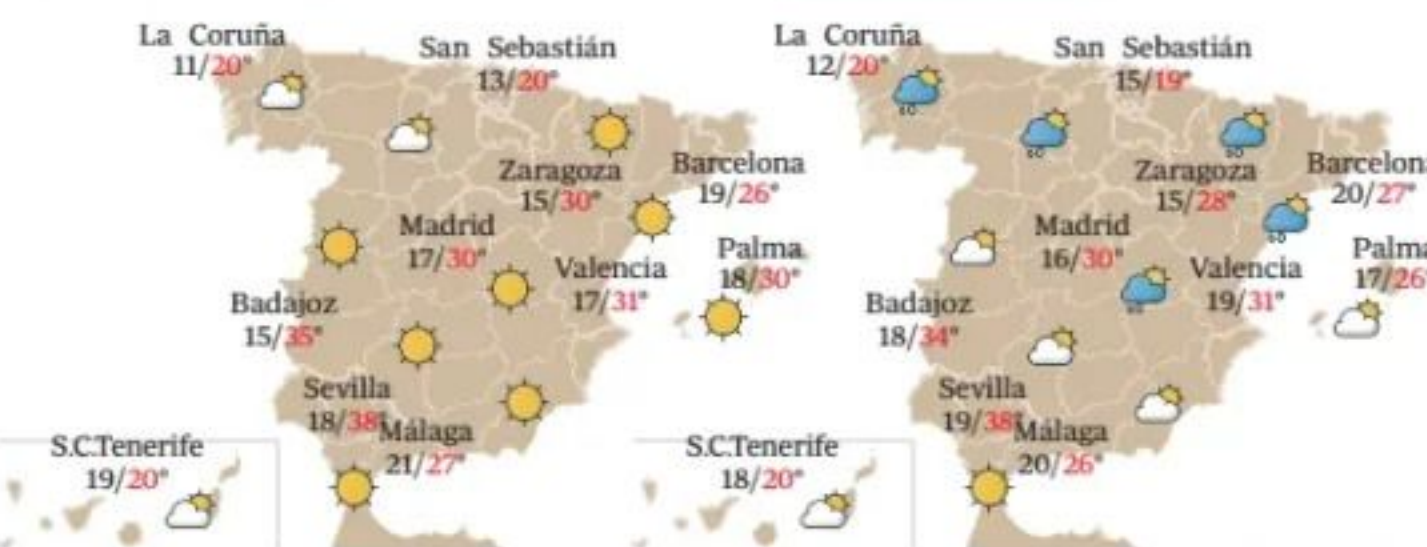 La Coruña
11/20°
San Sebastián
13/20°
Zaragoza
15/30°
Barcelona
19/26°
Madrid
17/30°
Valencia
17/31°
Palma
18/30°
Badajoz
15/35°
Sevilla
18/38°
Málaga
21/27°
S.C.Tenerife
19/20°
La Coruña
12/20°
San Sebastián
15/19°
Zaragoza
15/28°
Barcelon
20/27°
Madrid
16/30°
Valencia
19/31°
Palma
17/26
Badajoz
18/34°
Sevilla
19/38°
Málaga
20/26°
S.C.Tenerife
18/20°